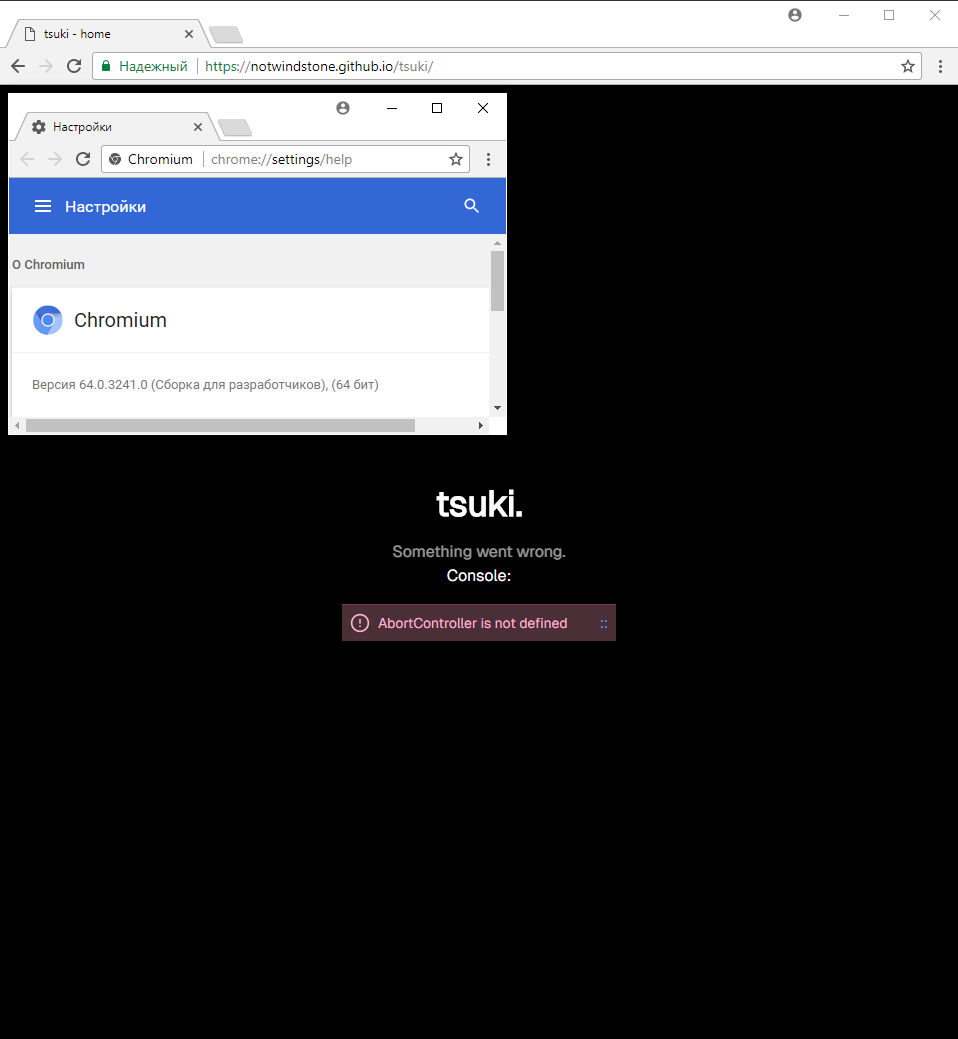 tsuki - home
Надежный https://notwindstone.github.io/tsuki/
Настройки
Chromium chrome://settings/help
Настройки
О Chromium
Chromium
Версия 64.0.3241.0 (Сборка для разработчиков), (64 бит)
tsuki.
Something went wrong.
Console:
AbortController is not defined ::